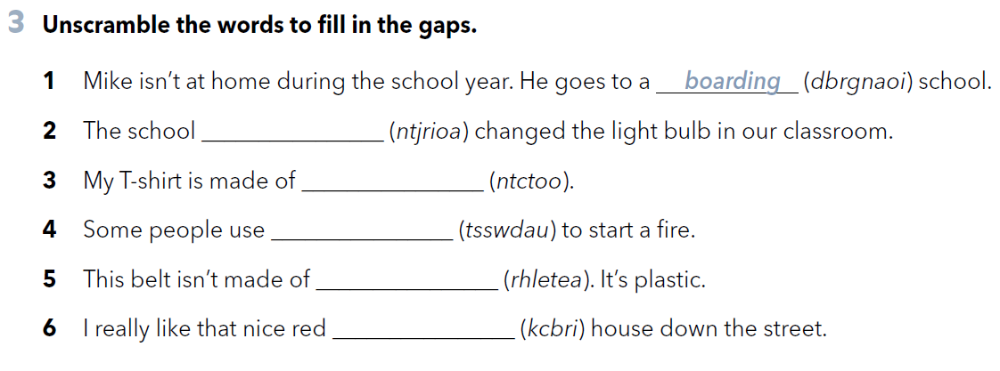 3 Unscramble the words to fill in the gaps.
1 Mike isn’t at home during the school year. He goes to a __boarding__ (dbrgnaoi) school.
2 The school ______________ (ntjrioa) changed the light bulb in our classroom.
3 My T-shirt is made of ______________ (ntctoo).
4 Some people use ______________ (tsswdau) to start a fire.
5 This belt isn’t made of ______________ (rhletea). It’s plastic.
6 I really like that nice red ______________ (kcbri) house down the street.